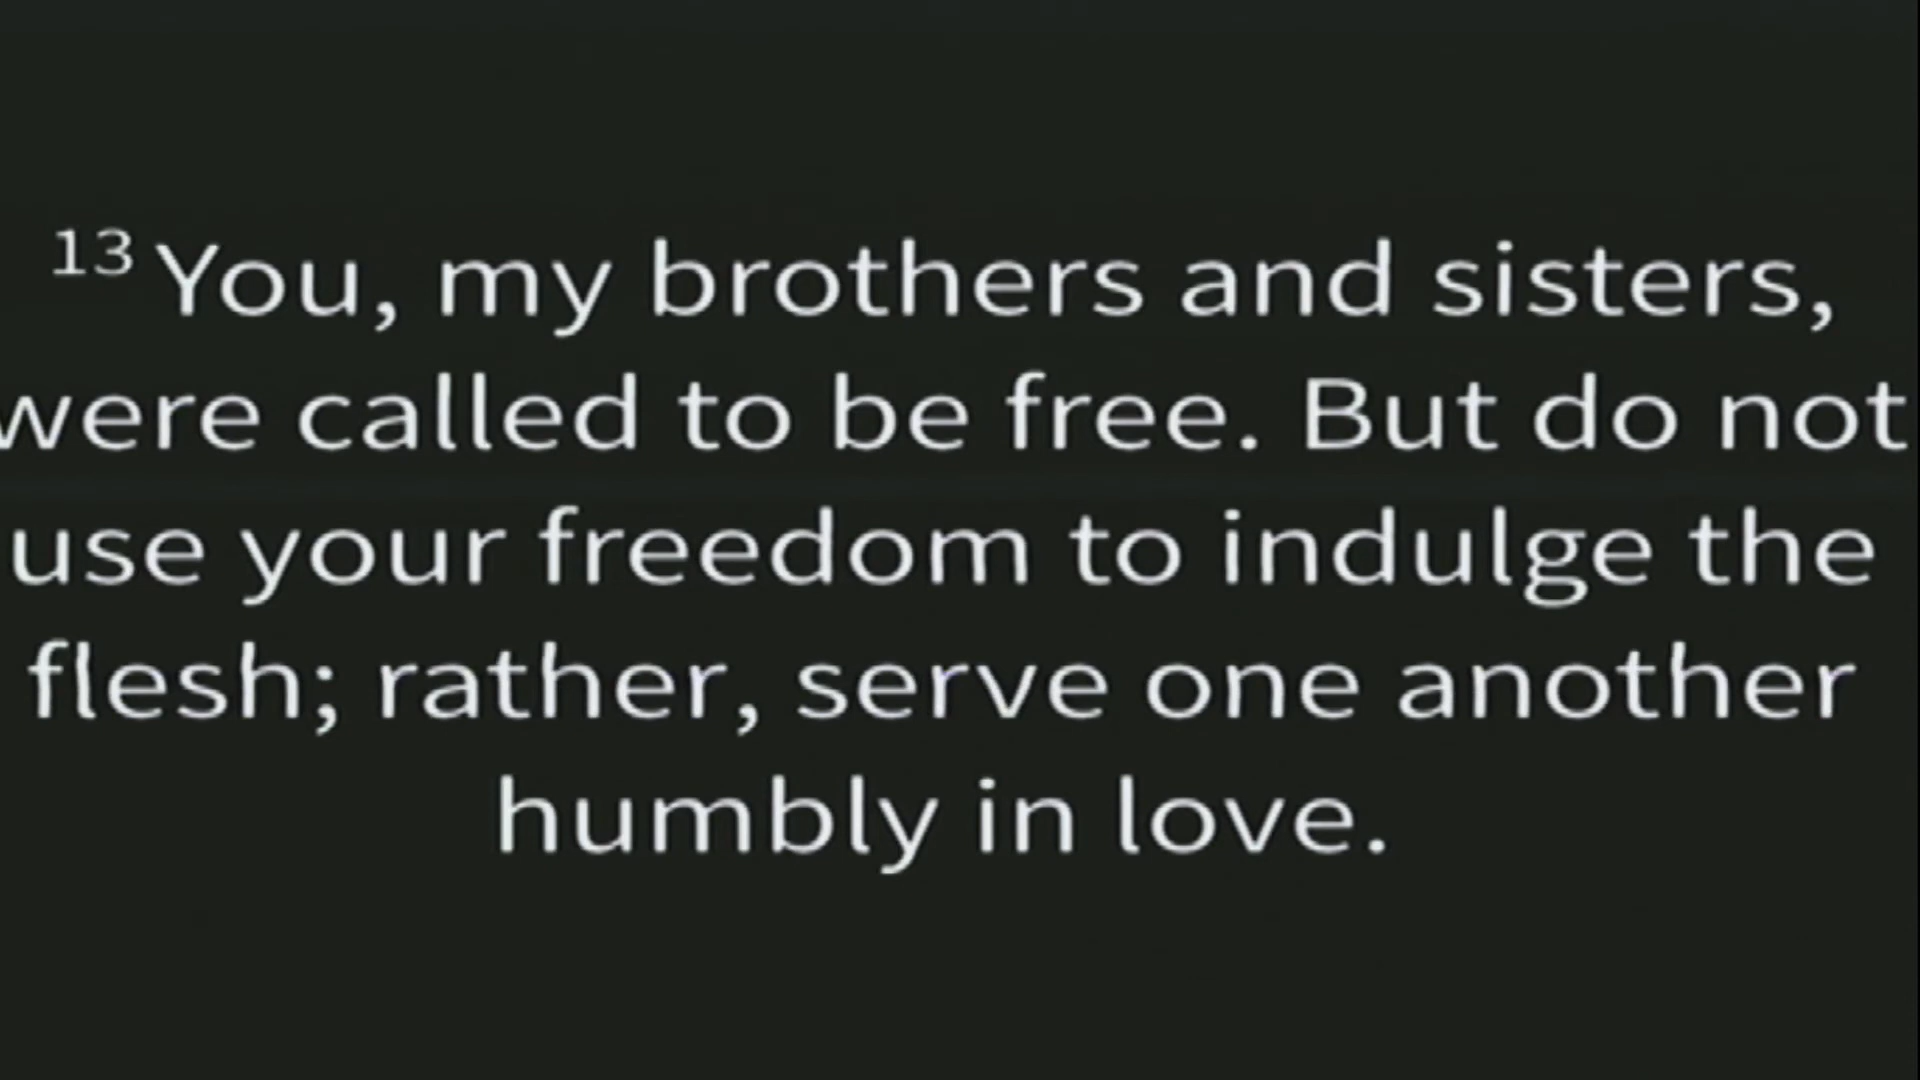 13 You, my brothers and sisters,
were called to be free. But do not
use your freedom to indulge the
flesh; rather, serve one another
humbly in love.